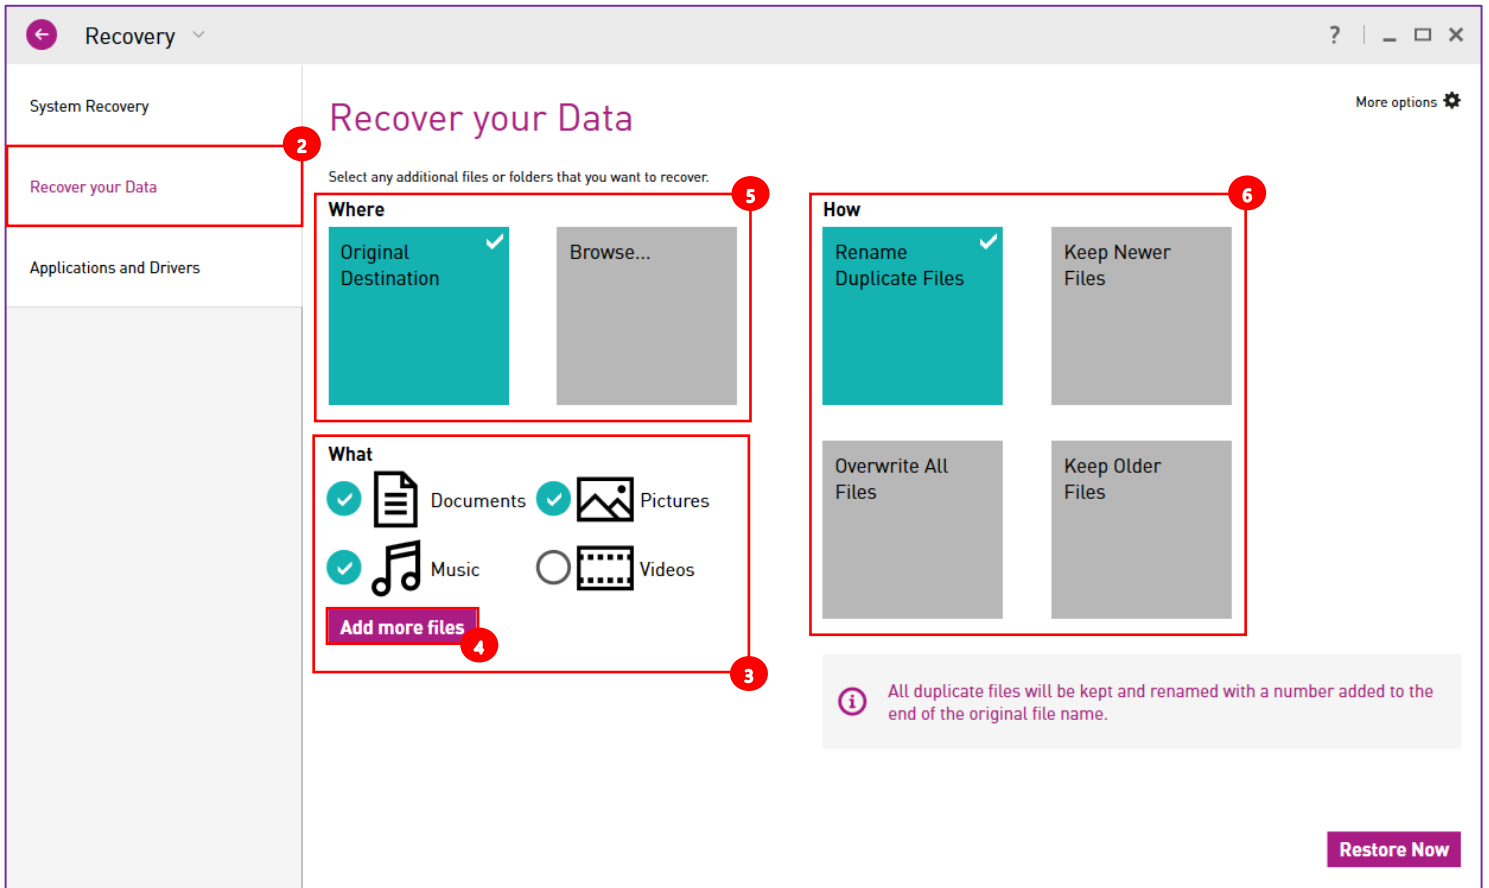 Recovery
?
System Recovery
Recover your Data
Applications and Drivers
2
More options
Recover your Data
Select any additional files or folders that you want to recover.
5
Where
Original
Destination
Browse...
What
Documents
Pictures
Music
Videos
Add more files
4
3
6
How
Rename
Duplicate Files
Keep Newer
Files
Overwrite All
Files
Keep Older
Files
All duplicate files will be kept and renamed with a number added to the
end of the original file name.
Restore Now